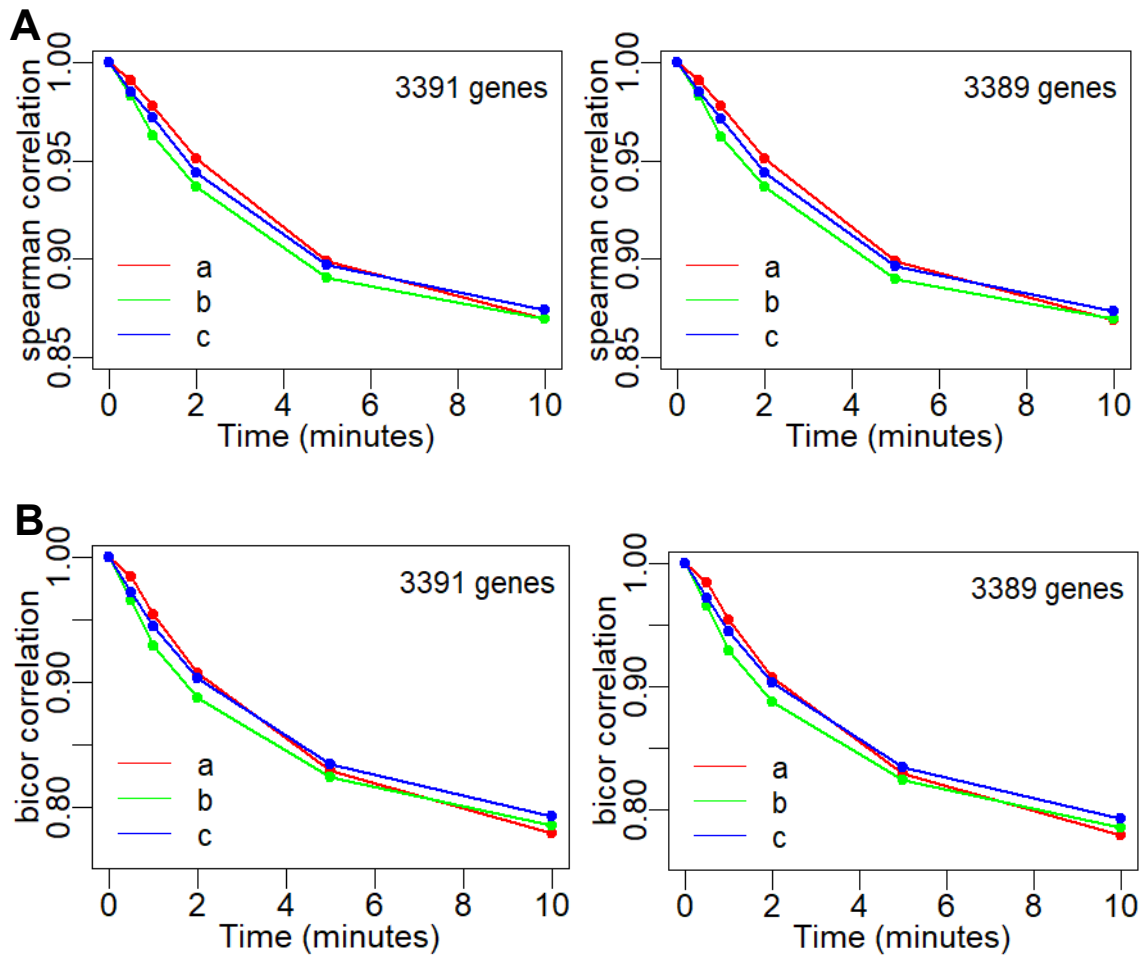 A
spearman correlation
1.00
0.95
0.90
0.85
3391 genes
a
b
c
0 2 4 6 8 10
Time (minutes)
spearman correlation
1.00
0.95
0.90
0.85
3389 genes
a
b
c
0 2 4 6 8 10
Time (minutes)
B
bicor correlation
1.00
0.90
0.80
3391 genes
a
b
c
0 2 4 6 8 10
Time (minutes)
bicor correlation
1.00
0.90
0.80
3389 genes
a
b
c
0 2 4 6 8 10
Time (minutes)